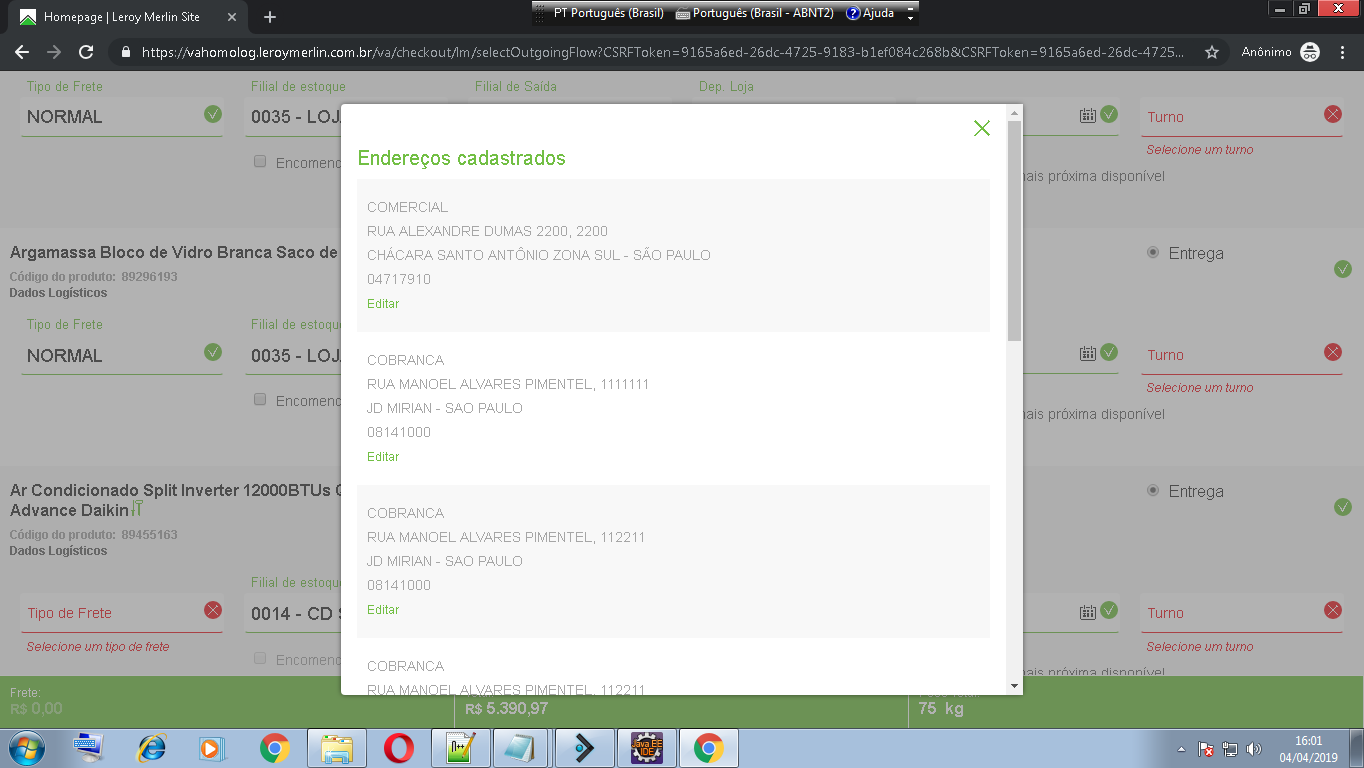 Homepage | Leroy Merlin Site
PT Português (Brasil) Português (Brasil - ABNT2) Ajuda
https://vahomolog.leroymerlin.com.br/va/checkout/lm/selectOutgoingFlow?CSRFToken=9165a6ed-26dc-4725-9183-b1ef084c268b&CSRFToken=9165a6ed-26dc-4725...
Anônimo
Tipo de Frete
Filial de estoque
Filial de Saída
Dep. Loja
NORMAL
0035 - LOJ
Turno
Selecione um turno
Encomend
ais próxima disponível
Endereços cadastrados
COMERCIAL
RUA ALEXANDRE DUMAS 2200, 2200
CHÁCARA SANTO ANTÔNIO ZONA SUL - SÃO PAULO
04717910
Editar
COBRANCA
RUA MANOEL ALVARES PIMENTEL, 1111111
JD MIRIAN - SAO PAULO
08141000
Editar
COBRANCA
RUA MANOEL ALVARES PIMENTEL, 112211
JD MIRIAN - SAO PAULO
08141000
Editar
COBRANCA
RUA MANOEL ALVARES PIMENTEL, 112211
Argamassa Bloco de Vidro Branca Saco de
Código do produto: 89296193
Dados Logísticos
Entrega
Tipo de Frete
Filial de estoque
NORMAL
0035 - LOJ
Turno
Selecione um turno
Encomend
ais próxima disponível
Ar Condicionado Split Inverter 12000BTUs
Advance Daikin
Código do produto: 89455163
Dados Logísticos
Entrega
Filial de estoque
Tipo de Frete
0014 - CD
Turno
Selecione um tipo de frete
Selecione um turno
Encomend
ais próxima disponível
Frete:
R$ 0,00
R$ 5.390,97
75 kg
Java EE
IDE
16:01
04/04/2019